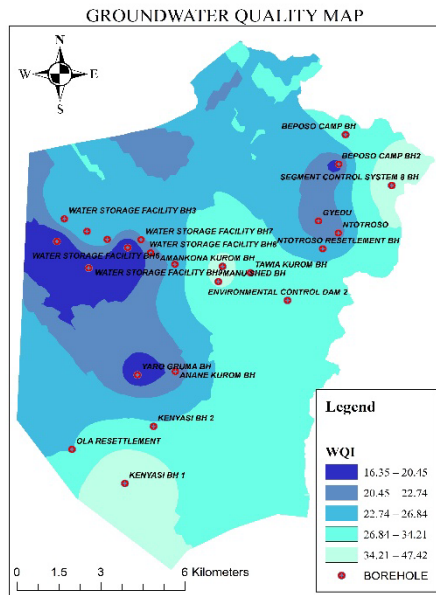 GROUNDWATER QUALITY MAP
N
W
E
S
BEPOSO CAMP BH
BEPOSO CAMP BH2
SEGMENT CONTROL SYSTEM 8 BH
GYEDU
NTOTROSO
NTOTROSO RESETLEMENT BH
WATER STORAGE FACILITY BH3
WATER STORAGE FACILITY BH7
WATER STORAGE FACILITY BH6
WATER STORAGE FACILITY BH5
AMANKONA KUROM BH
TAWIA KUROM BH
WATER STORAGE FACILITY
MANUSHED BH
ENVIRONMENTAL CONTROL DAM 2
YARO GRUMA BH
ANANE KUROM BH
KENYASI BH 2
OLA RESETTLEMENT
KENYASI BH 1
Legend
WQI
16.35 – 20.45
20.45 – 22.74
22.74 – 26.84
26.84 – 34.21
34.21 – 47.42
BOREHOLE
0 1.5 3 6 Kilometers